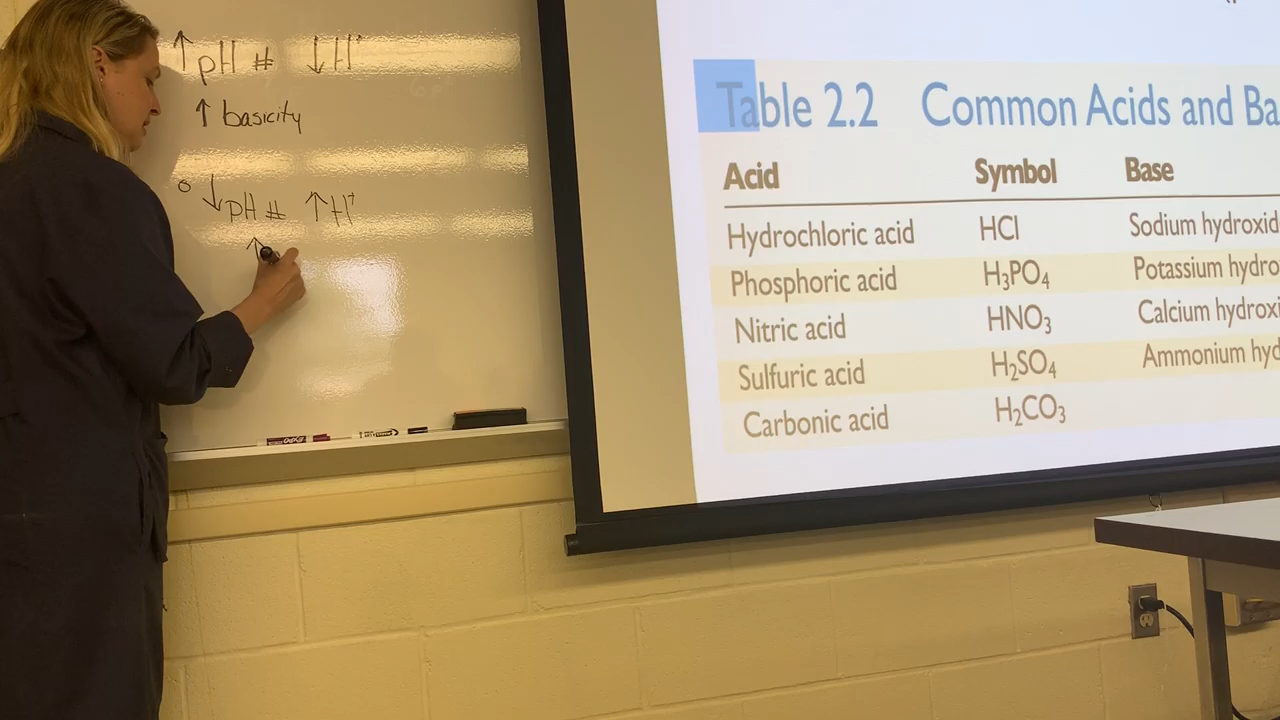 ↑ pH # ↓ H⁺
↑ basicity
° ↓ pH # ↑ H⁺
↑
Table 2.2 Common Acids and Ba
Acid Symbol Base
Hydrochloric acid HCl Sodium hydroxid
Phosphoric acid H₃PO₄ Potassium hydro
Nitric acid HNO₃ Calcium hydroxi
Sulfuric acid H₂SO₄ Ammonium hyd
Carbonic acid H₂CO₃
EXPO